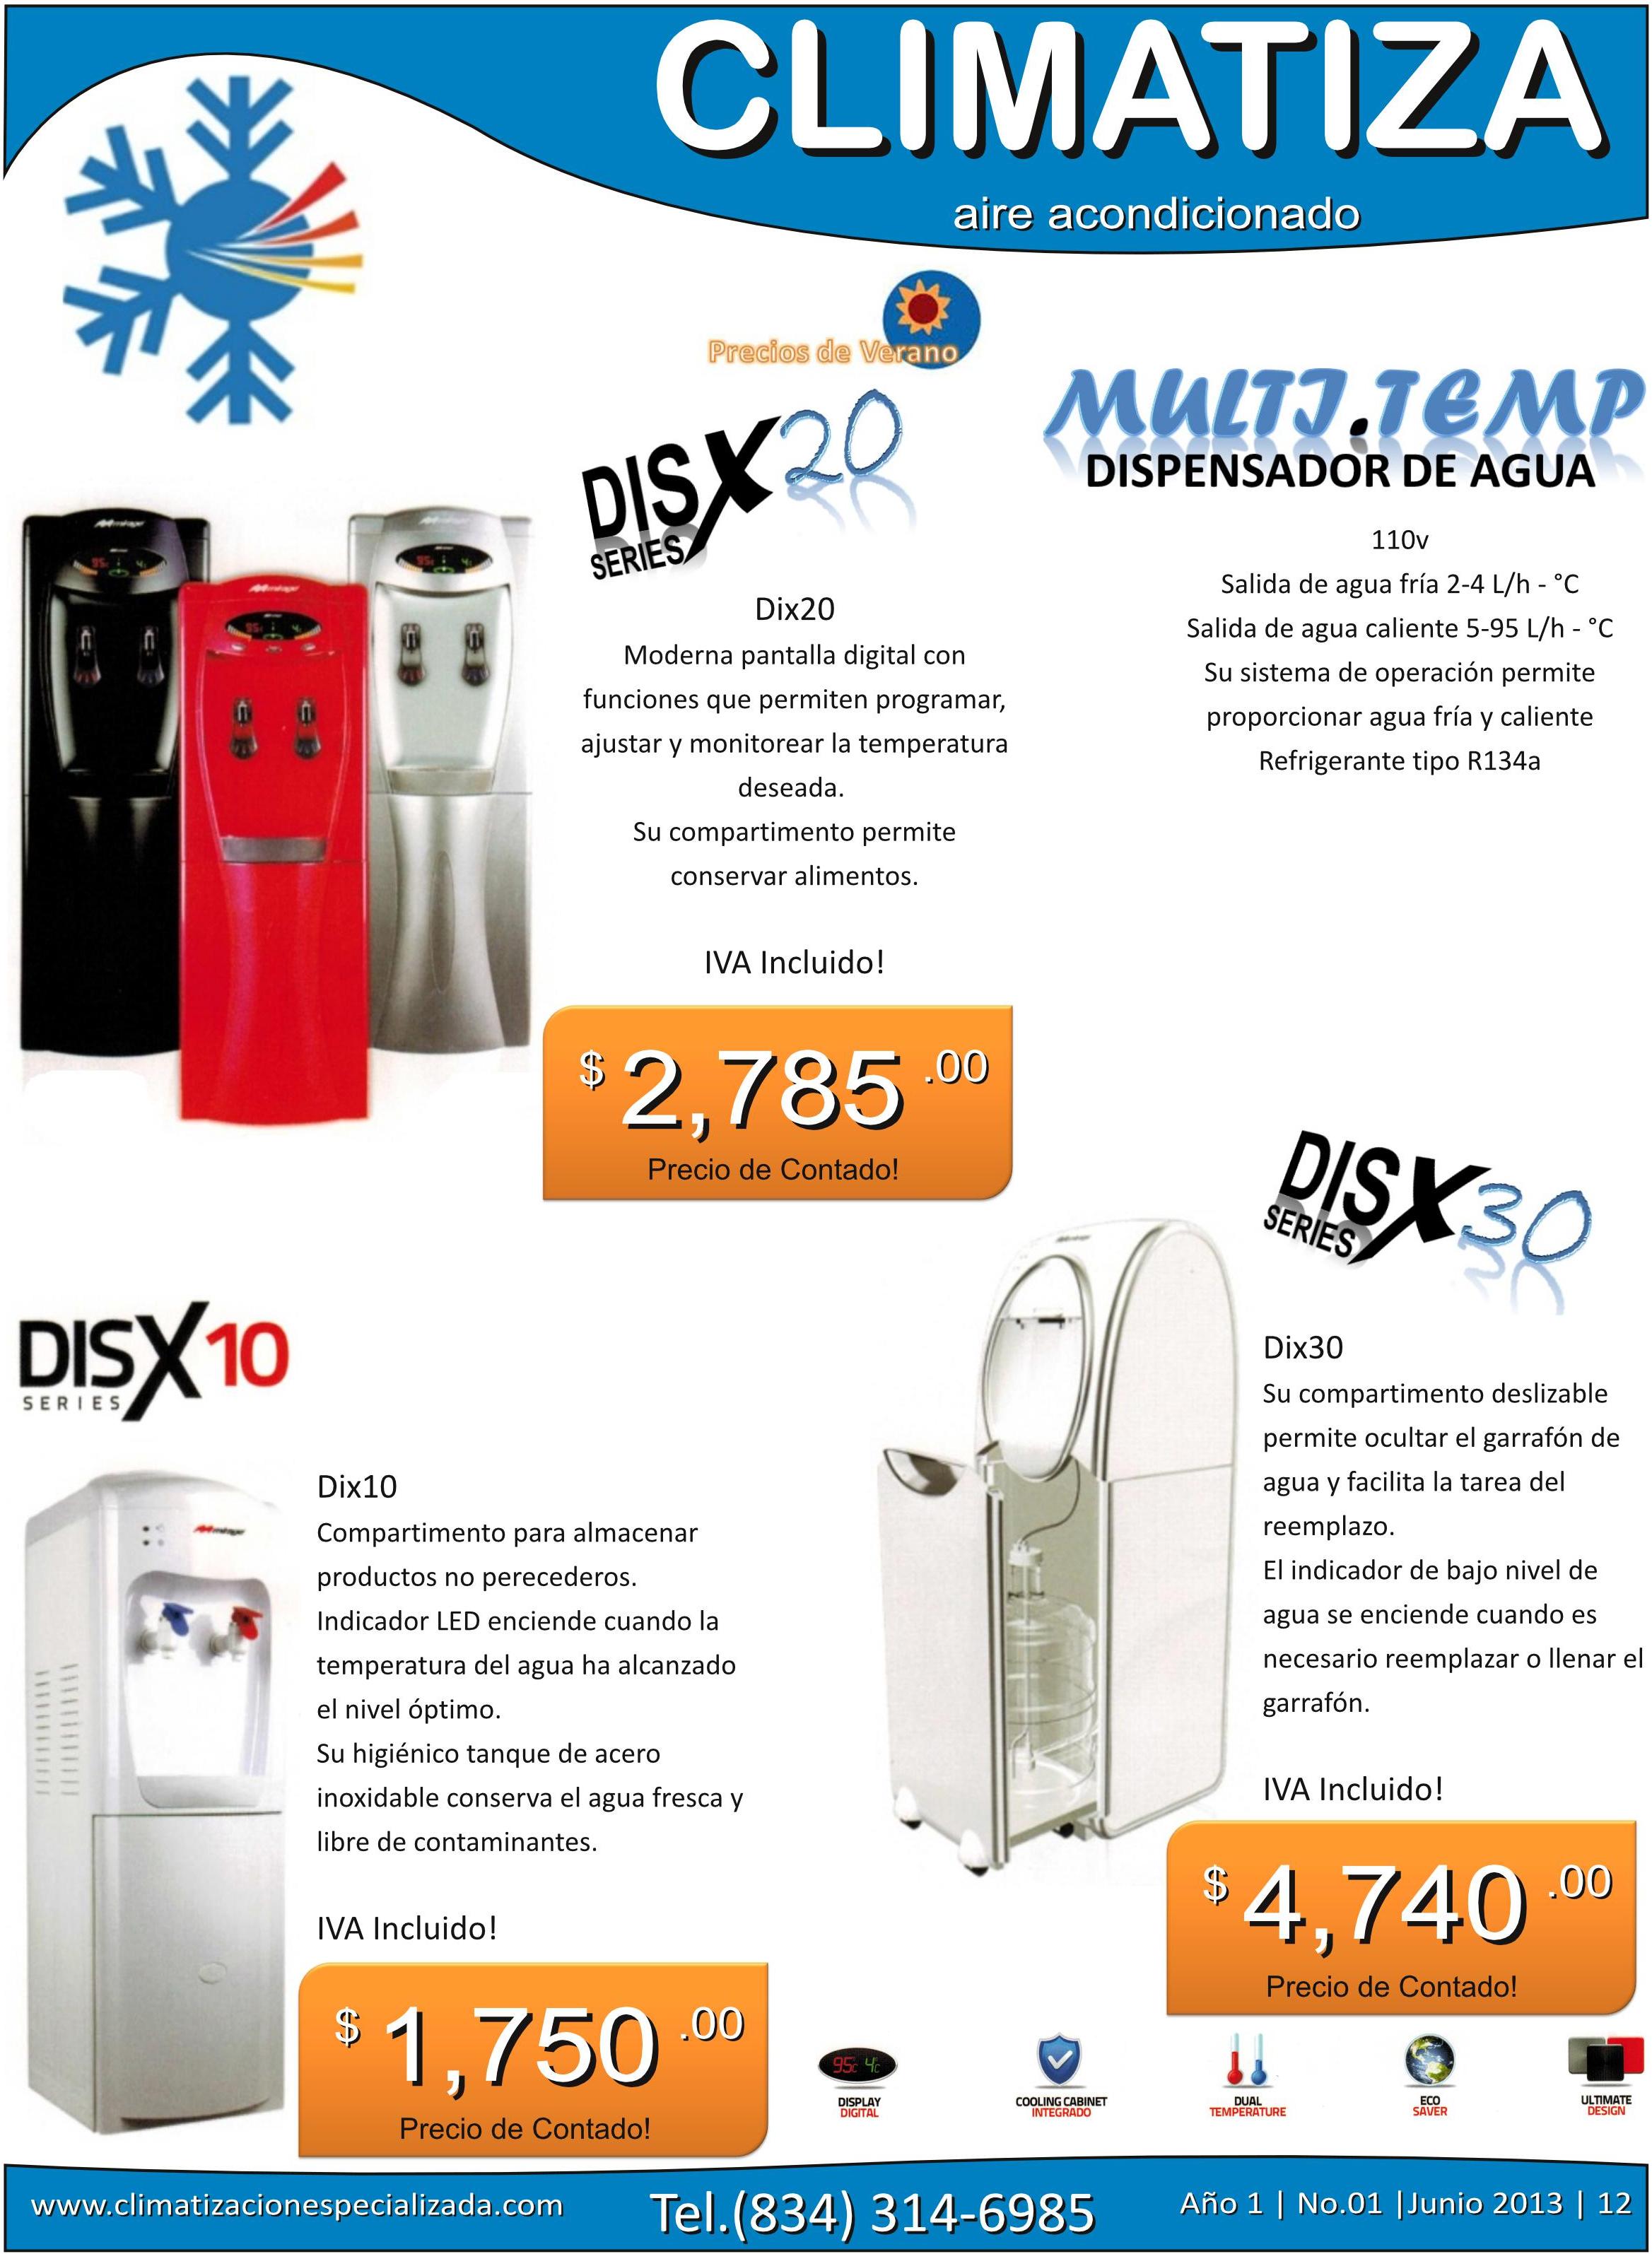 CLIMATIZA
aire acondicionado
Precios de Verano
DISX20
SERIES
MULTI.TEMP
DISPENSADOR DE AGUA
110v
Salida de agua fría 2-4 L/h - °C
Salida de agua caliente 5-95 L/h - °C
Su sistema de operación permite
proporcionar agua fría y caliente
Refrigerante tipo R134a
mirage
mirage
mirage
Dix20
Moderna pantalla digital con
funciones que permiten programar,
ajustar y monitorear la temperatura
deseada.
Su compartimento permite
conservar alimentos.
IVA Incluido!
$ 2,785.00
Precio de Contado!
DISX30
SERIES
Dix30
Su compartimento deslizable
permite ocultar el garrafón de
agua y facilita la tarea del
reemplazo.
El indicador de bajo nivel de
agua se enciende cuando es
necesario reemplazar o llenar el
garrafón.
IVA Incluido!
$ 4,740.00
Precio de Contado!
DISX10
SERIES
mirage
Dix10
Compartimento para almacenar
productos no perecederos.
Indicador LED enciende cuando la
temperatura del agua ha alcanzado
el nivel óptimo.
Su higiénico tanque de acero
inoxidable conserva el agua fresca y
libre de contaminantes.
IVA Incluido!
$ 1,750.00
Precio de Contado!
95c 4c
DISPLAY
DIGITAL
COOLING CABINET
INTEGRADO
DUAL
TEMPERATURE
ECO
SAVER
ULTIMATE
DESIGN
www.climatizacionespecializada.com
Tel.(834) 314-6985
Año 1 | No.01 |Junio 2013 | 12